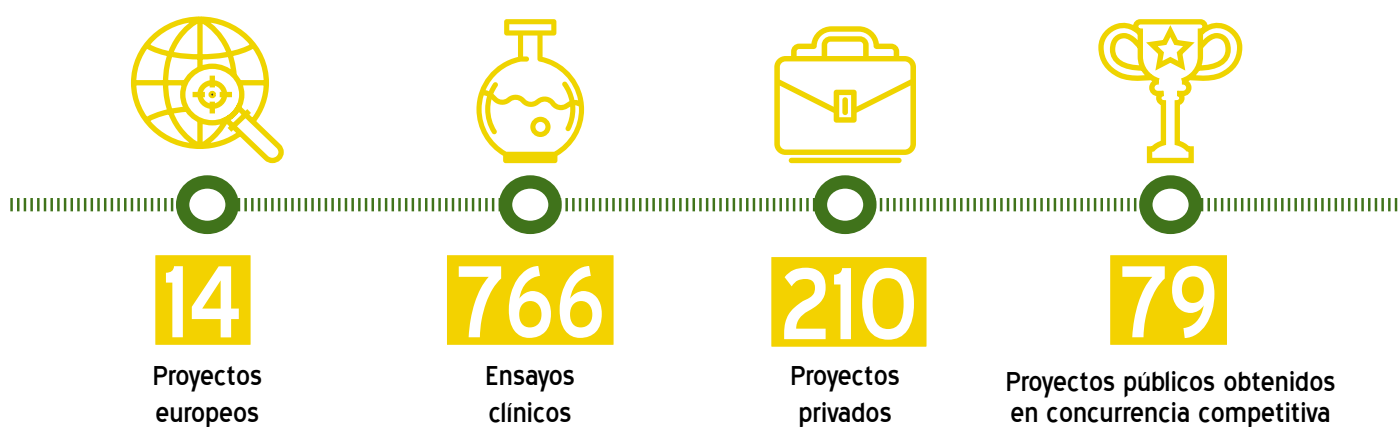 14
Proyectos
europeos
766
Ensayos
clínicos
210
Proyectos
privados
79
Proyectos públicos obtenidos
en concurrencia competitiva